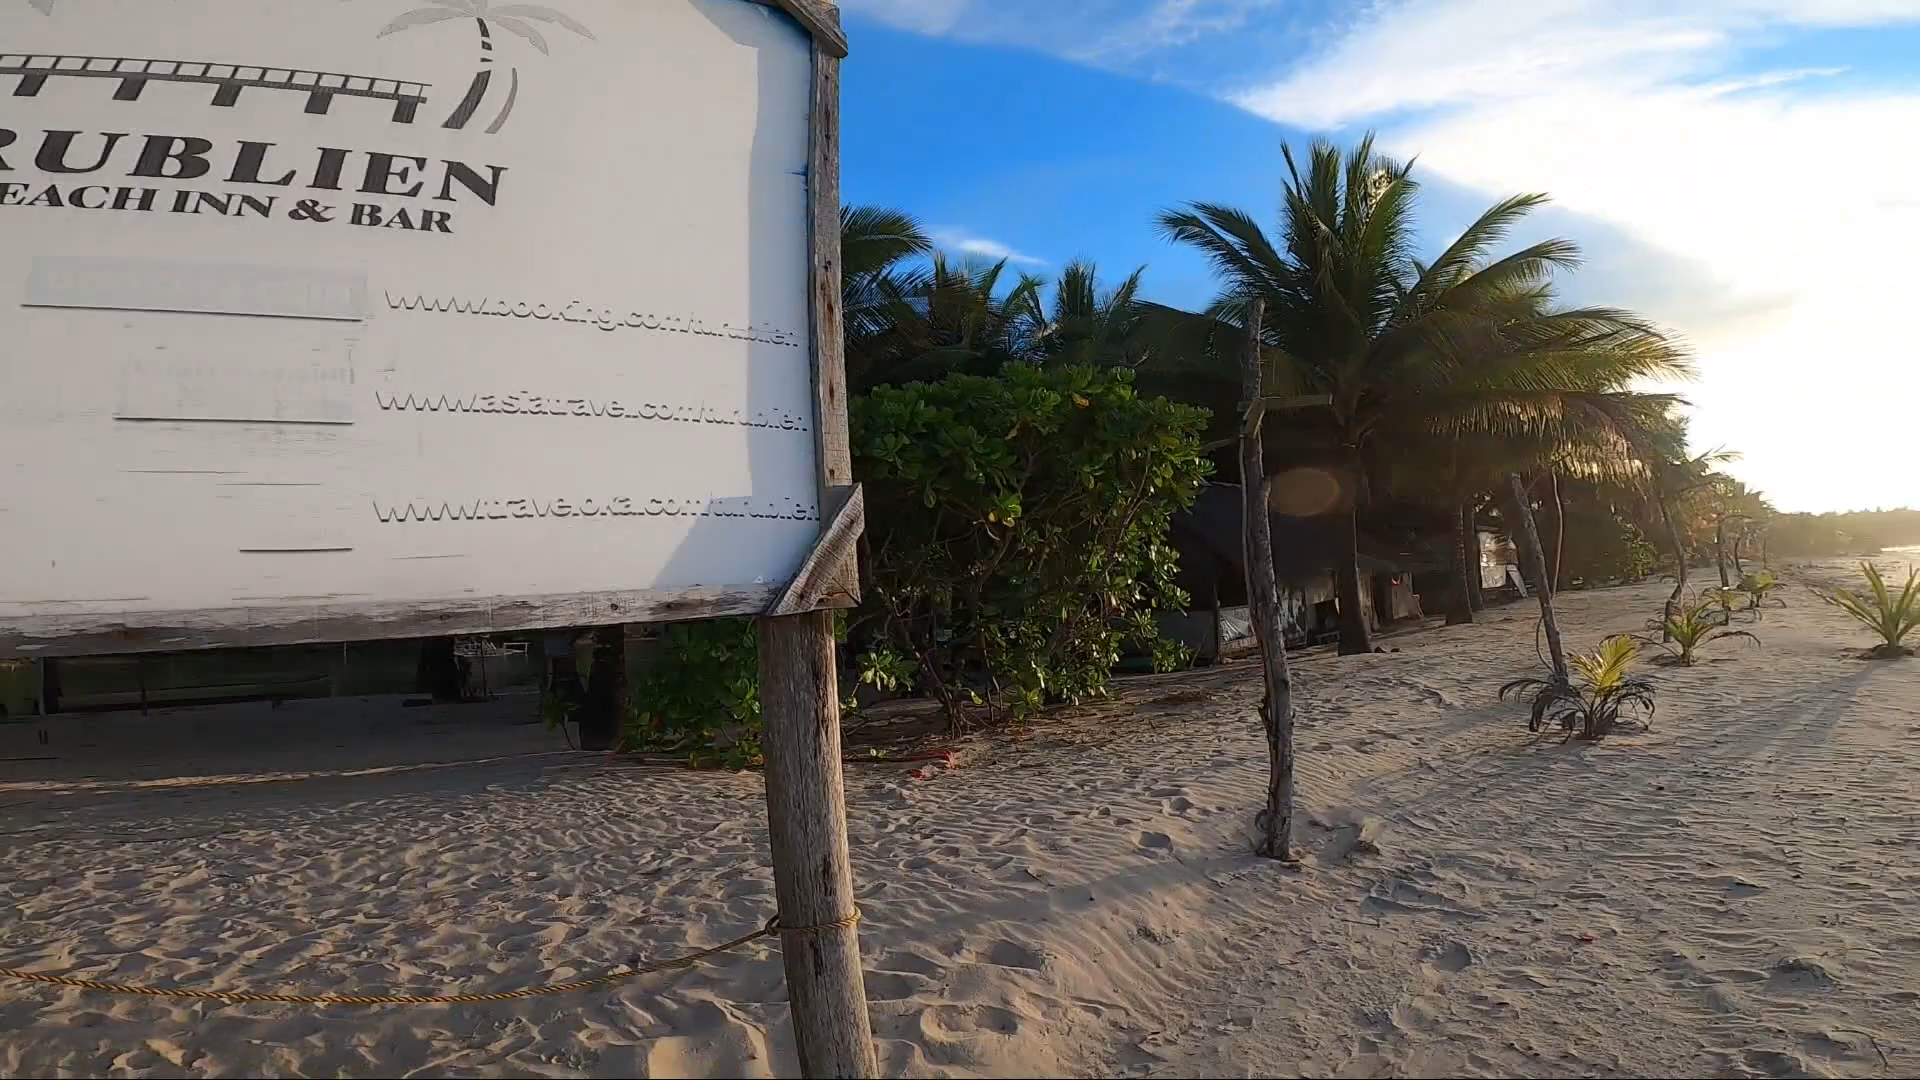 RUBLIEN
EACH INN & BAR
www.booking.com/turublien
www.asiatravel.com/turublien
www.traveloka.com/turublien